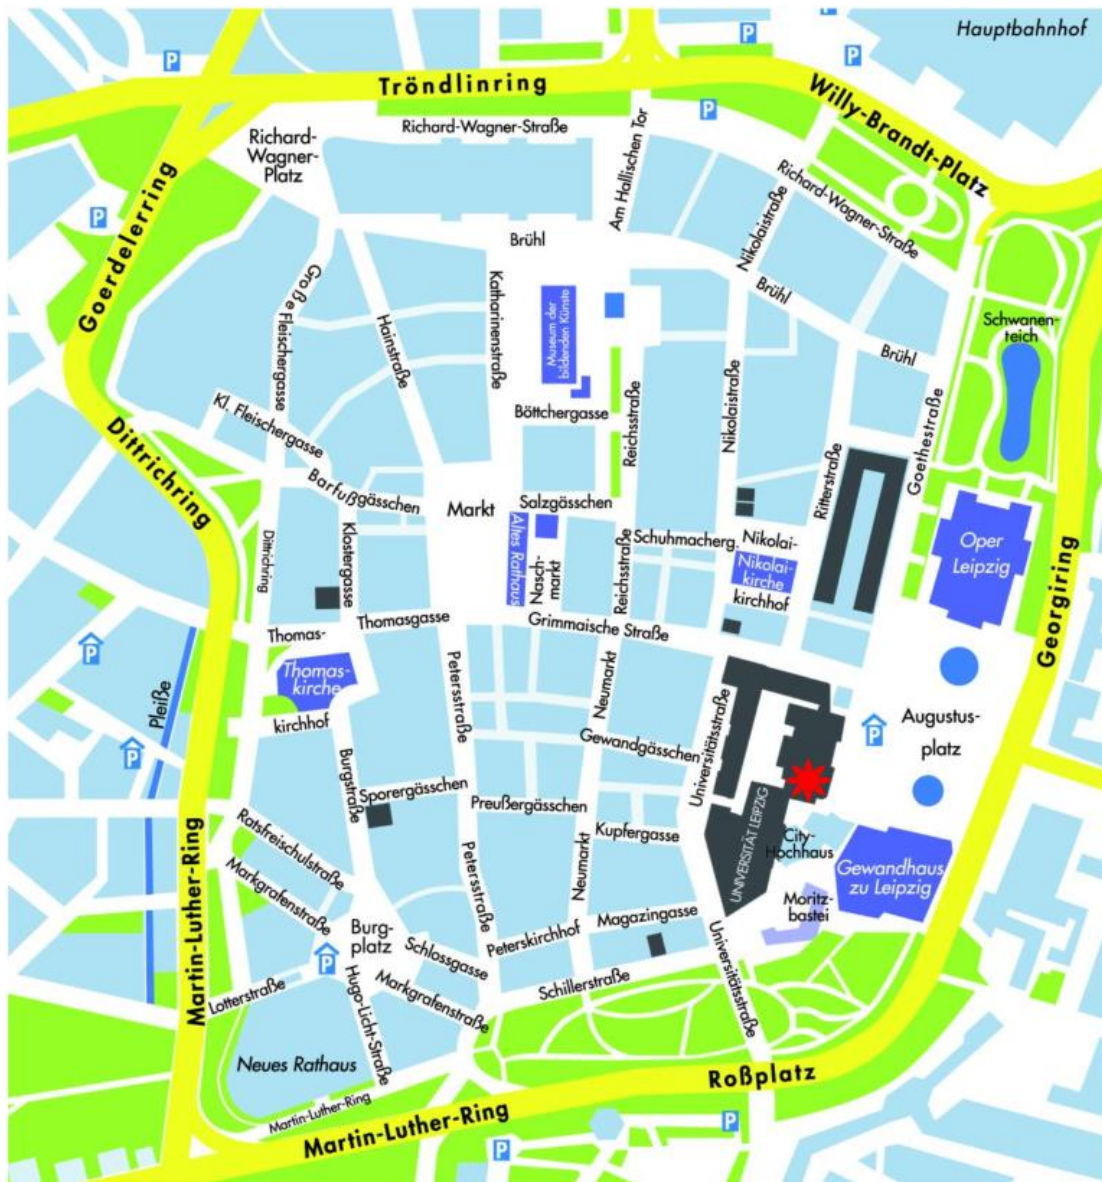 Hauptbahnhof
P
P
P
P
Tröndlinring
Willy-Brandt-Platz
P
Richard-Wagner-Straße
Richard-
Wagner-
Platz
Am Hallischen Tor
Richard-Wagner-Straße
Nikolaistraße
P
Goerdelerring
Brühl
Brühl
Brühl
Große Fleischergasse
Hainstraße
Katharinenstraße
Museum der
bildenden Künste
Schwanen-
teich
Nikolaistraße
Goethestraße
Böttchergasse
Reichsstraße
Kl. Fleischergasse
Dittrichring
Barfußgässchen
Ritterstraße
Markt
Salzgässchen
Altes Rathaus
Nasch-
markt
Reichsstraße
Schuhmacherg.
Nikolai-
Nikolai-
kirche
kirchhof
Oper
Leipzig
Georgiring
Dittrichring
Klostergasse
Thomasgasse
Grimmaische Straße
Thomas-
Thomas-
kirche
kirchhof
P
Pleiße
P
Petersstraße
Neumarkt
Gewandgässchen
Universitätsstraße
P
Augustus-
platz
Burgstraße
Sporergässchen
Preußergässchen
Kupfergasse
UNIVERSITÄT LEIPZIG
City-
Hochhaus
Gewandhaus
zu Leipzig
Moritz-
bastei
Ratsfreischulstraße
Markgrafenstraße
Martin-Luther-Ring
Petersstraße
Neumarkt
Magazingasse
Peterskirchhof
Burg-
platz
P
Schlossgasse
Markgrafenstraße
Schillerstraße
Universitätsstraße
Lotterstraße
Hugo-Licht-Straße
Neues Rathaus
Martin-Luther-Ring
Martin-Luther-Ring
Roßplatz
P
P